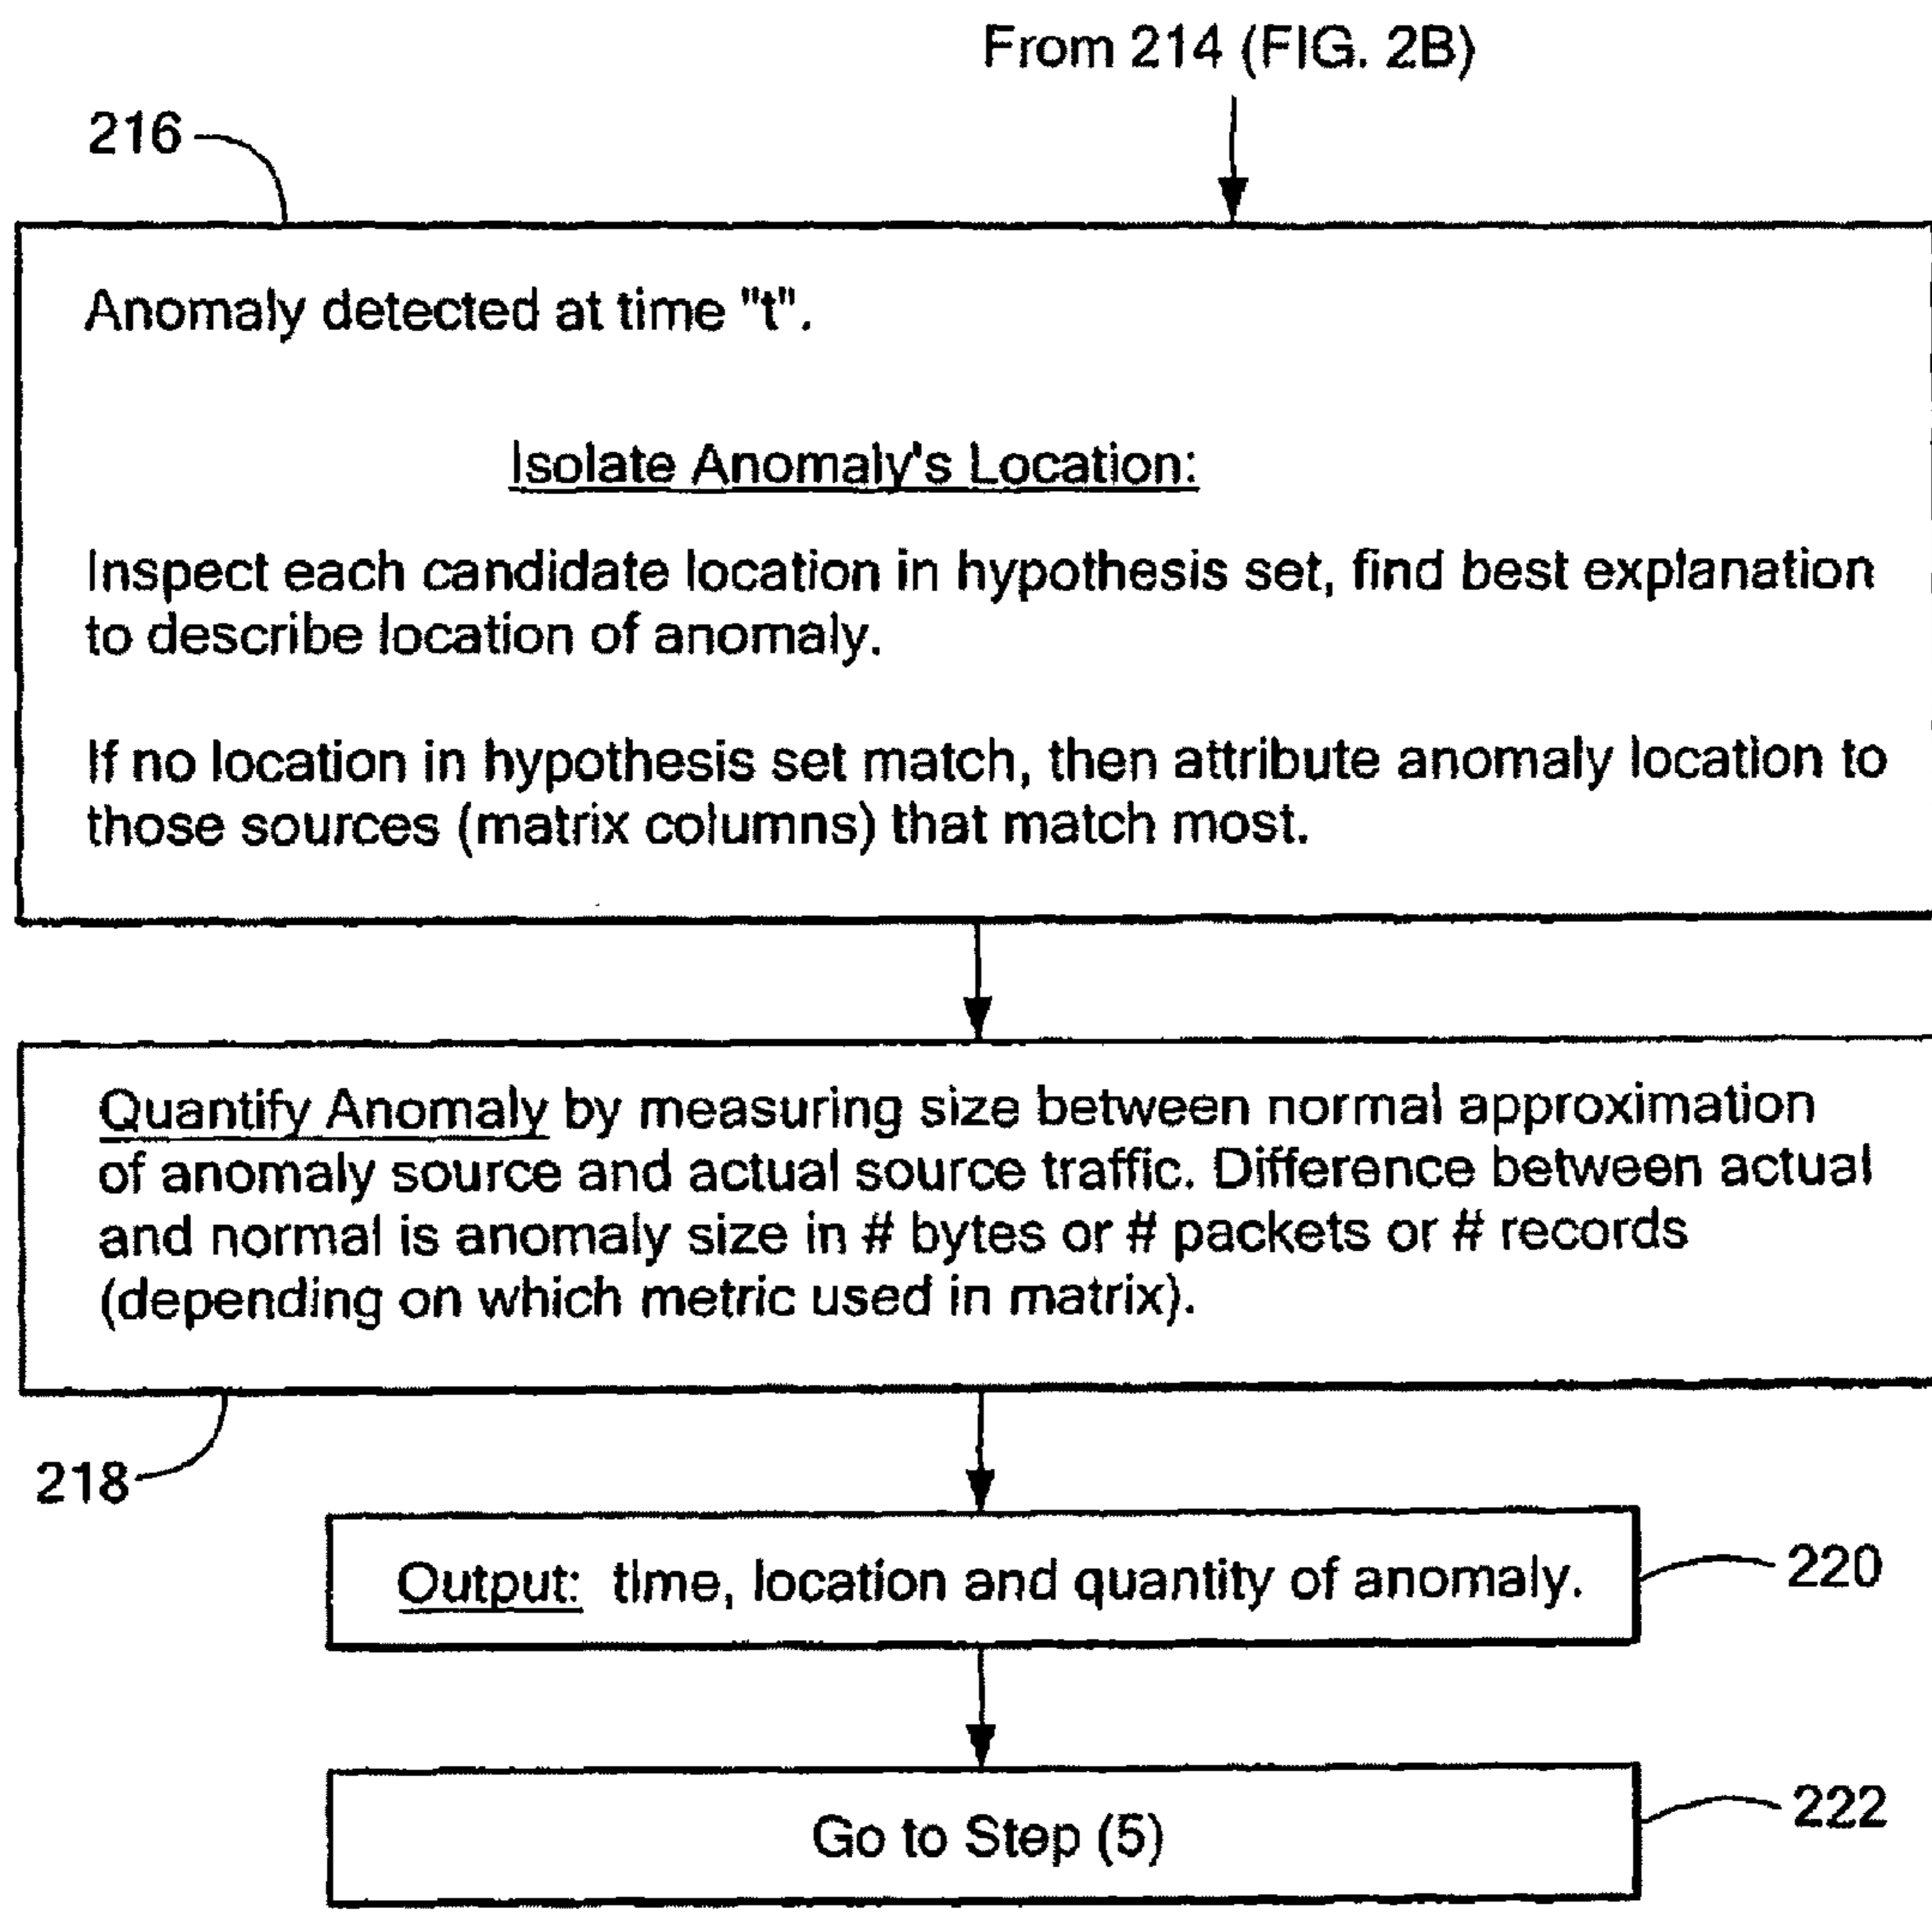 From 214 (FIG. 2B)
216
Anomaly detected at time "t".
Isolate Anomaly's Location:
Inspect each candidate location in hypothesis set, find best explanation
to describe location of anomaly.
If no location in hypothesis set match, then attribute anomaly location to
those sources (matrix columns) that match most.
Quantify Anomaly by measuring size between normal approximation
of anomaly source and actual source traffic. Difference between actual
and normal is anomaly size in # bytes or # packets or # records
(depending on which metric used in matrix).
218
Output: time, location and quantity of anomaly.
220
Go to Step (5)
222